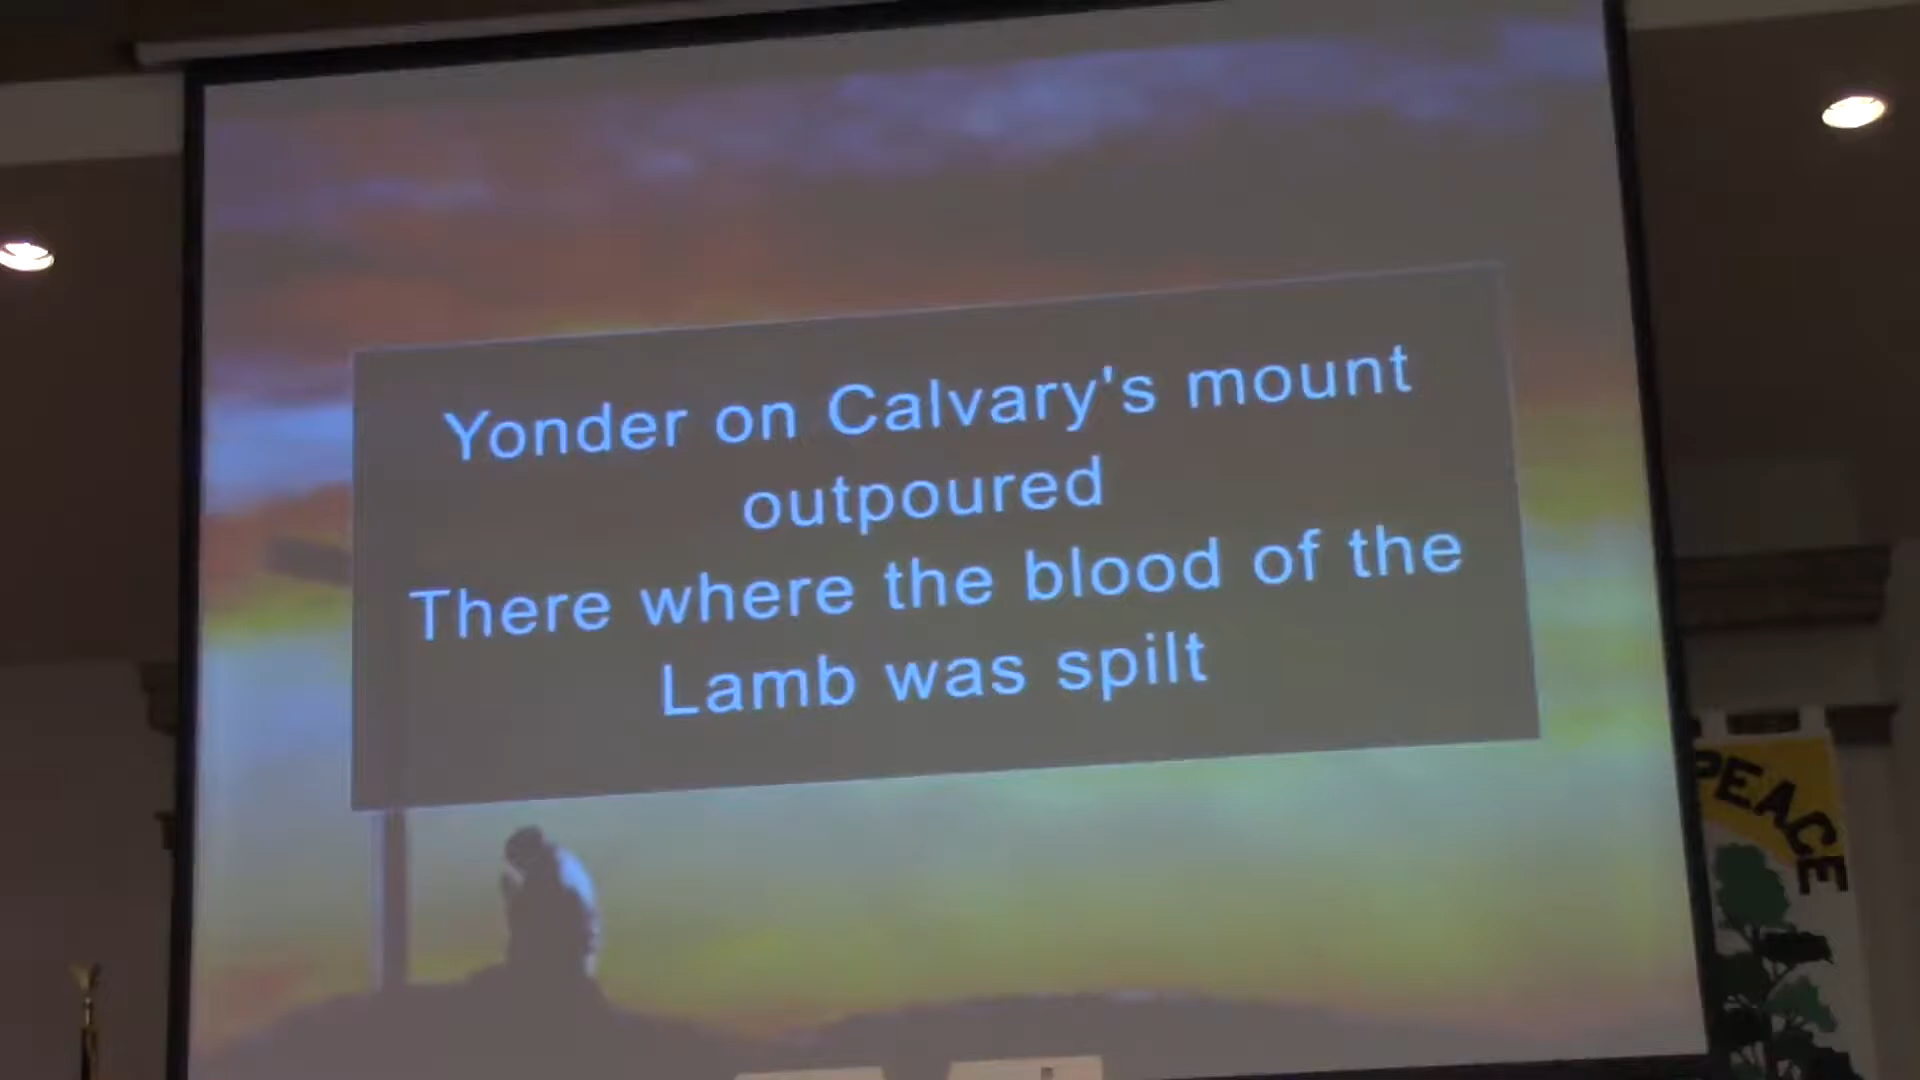 Yonder on Calvary's mount
outpoured
There where the blood of the
Lamb was spilt
PEACE